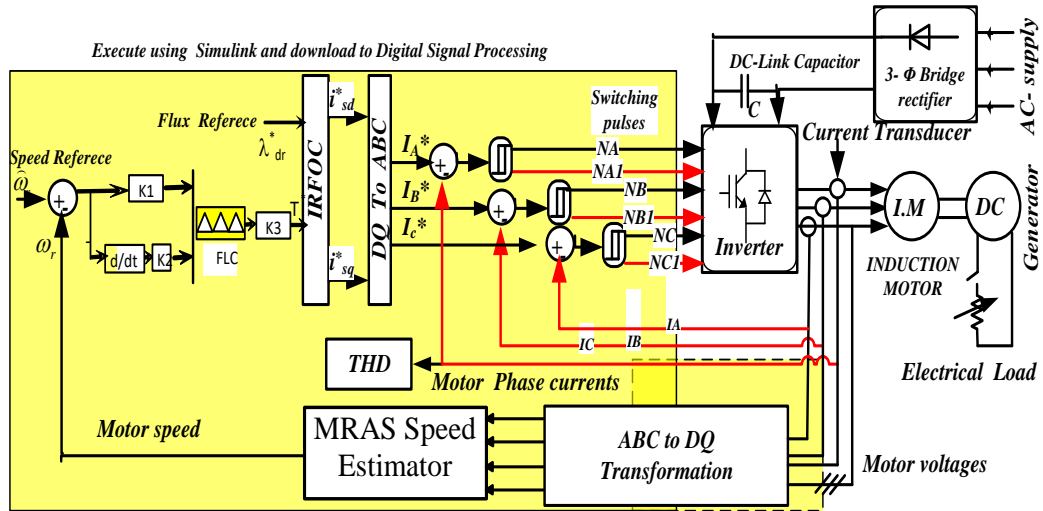 Execute using Simulink and download to Digital Signal Processing
DC-Link Capacitor
C
3- Φ Bridge
rectifier
AC- supply
Switching
pulses
Current Transducer
Flux Referece
λ*dr
Speed Referece
ω
K1
K2
d/dt
FLC
K3
T*
IRFOC
i*sd
i*sq
DQ To ABC
IA*
IB*
Ic*
NA
NA1
NB
NB1
NC
NC1
Inverter
I.M
DC
Generator
INDUCTION
MOTOR
Electrical Load
ωr
IA
IB
IC
THD
Motor Phase currents
Motor speed
MRAS Speed
Estimator
ABC to DQ
Transformation
Motor voltages